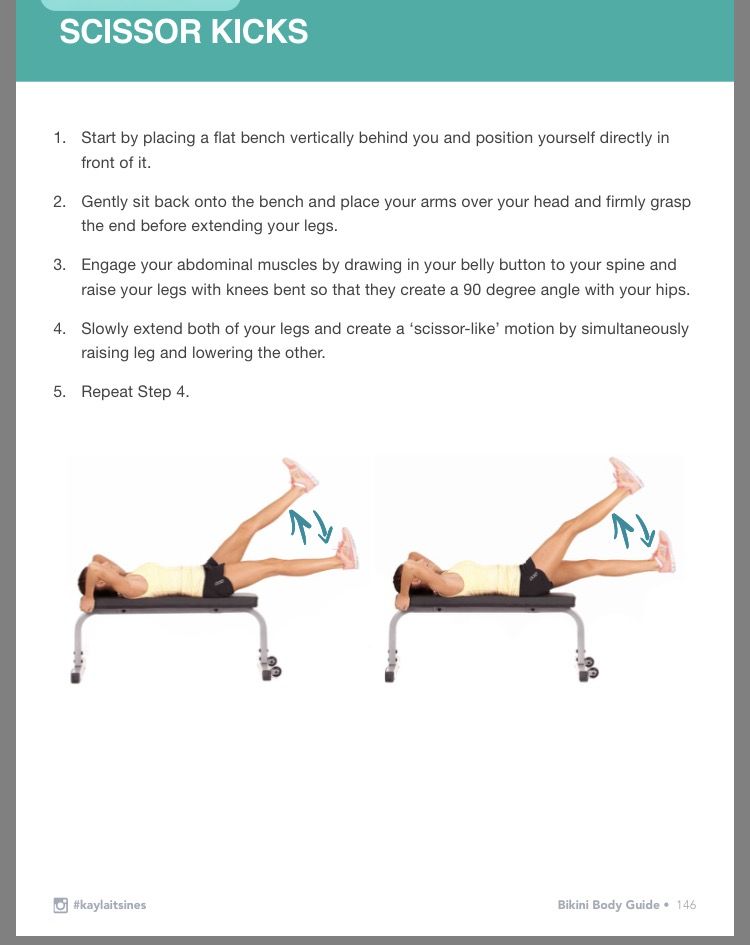 SCISSOR KICKS
1. Start by placing a flat bench vertically behind you and position yourself directly in
front of it.
2. Gently sit back onto the bench and place your arms over your head and firmly grasp
the end before extending your legs.
3. Engage your abdominal muscles by drawing in your belly button to your spine and
raise your legs with knees bent so that they create a 90 degree angle with your hips.
4. Slowly extend both of your legs and create a ‘scissor-like’ motion by simultaneously
raising leg and lowering the other.
5. Repeat Step 4.
#kaylaitsines
Bikini Body Guide • 146